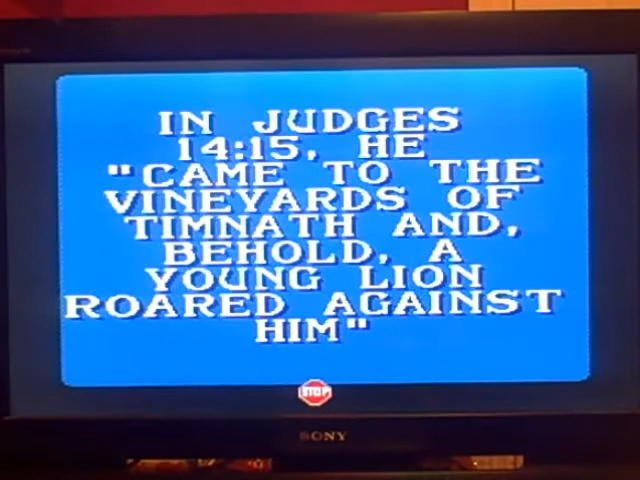 IN JUDGES
14:15, HE
"CAME TO THE
VINEYARDS OF
TIMNATH AND,
BEHOLD, A
YOUNG LION
ROARED AGAINST
HIM"
STOP
SONY